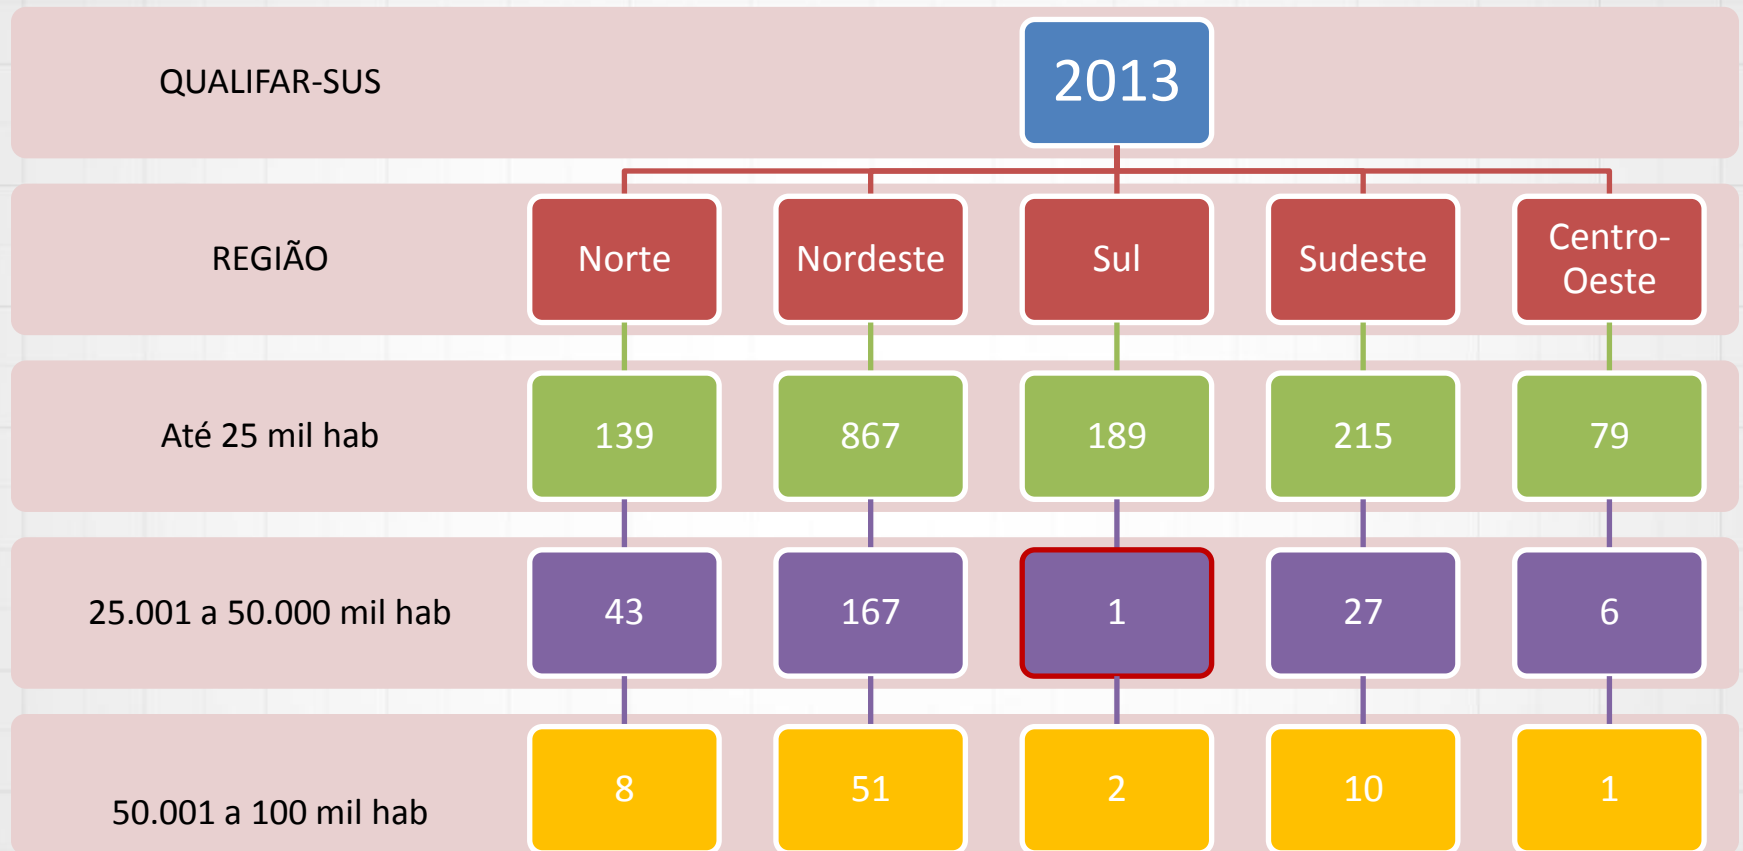 QUALIFAR-SUS
2013
REGIÃO
Norte
Nordeste
Sul
Sudeste
Centro-
Oeste
Até 25 mil hab
139
867
189
215
79
25.001 a 50.000 mil hab
43
167
1
27
6
50.001 a 100 mil hab
8
51
2
10
1